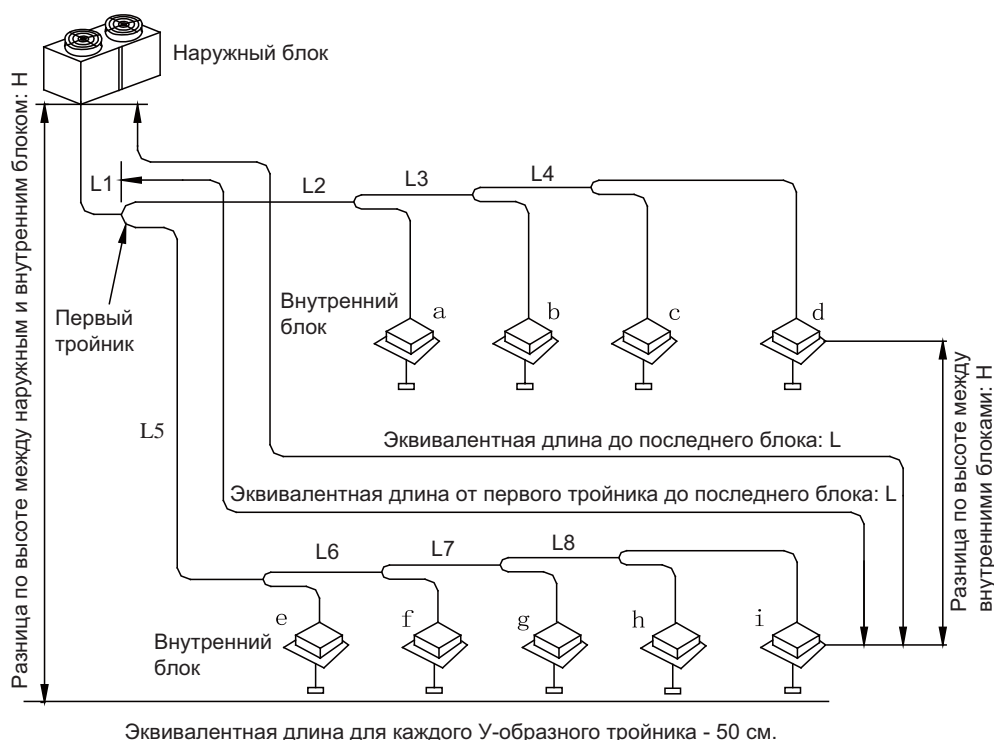 Наружный блок
Разница по высоте между наружным и внутренним блоком: H
L1
L2
L3
L4
Первый
тройник
Внутренний
блок
a
b
c
d
L5
Эквивалентная длина до последнего блока: L
Эквивалентная длина от первого тройника до последнего блока: L
Разница по высоте между
внутренними блоками: H
L6
L7
L8
e
f
g
h
i
Внутренний
блок
Эквивалентная длина для каждого У-образного тройника - 50 см.